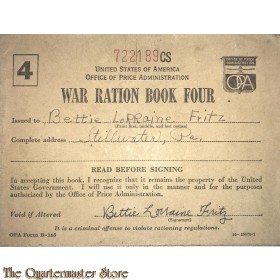 722189CS
4
UNITED STATES OF AMERICA
OFFICE OF PRICE ADMINISTRATION
OPA
WAR RATION BOOK FOUR
Issued to Bettie LoRRaine Fritz
(Print first, middle, and last names)
Complete address Stillwater, Pa.
READ BEFORE SIGNING
In accepting this book, I recognize that it remains the property of the United
States Government. I will use it only in the manner and for the purposes
authorized by the Office of Price Administration.
Void if Altered Bettie Lorraine Fritz
(Signature)
It is a criminal offense to violate rationing regulations.
OPA Form R-145
The Quartermaster Store